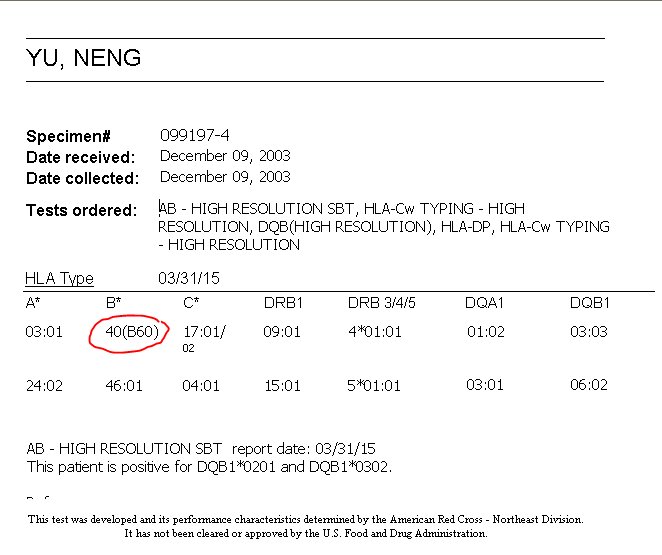 YU, NENG
Specimen# 099197-4
Date received: December 09, 2003
Date collected: December 09, 2003
Tests ordered: AB - HIGH RESOLUTION SBT, HLA-Cw TYPING - HIGH
RESOLUTION, DQB(HIGH RESOLUTION), HLA-DP, HLA-Cw TYPING
- HIGH RESOLUTION
HLA Type 03/31/15
A* B* C* DRB1 DRB 3/4/5 DQA1 DQB1
03:01 40(B60) 17:01/ 09:01 4*01:01 01:02 03:03
02
24:02 46:01 04:01 15:01 5*01:01 03:01 06:02
AB - HIGH RESOLUTION SBT report date: 03/31/15
This patient is positive for DQB1*0201 and DQB1*0302.
This test was developed and its performance characteristics determined by the American Red Cross - Northeast Division.
It has not been cleared or approved by the U.S. Food and Drug Administration.